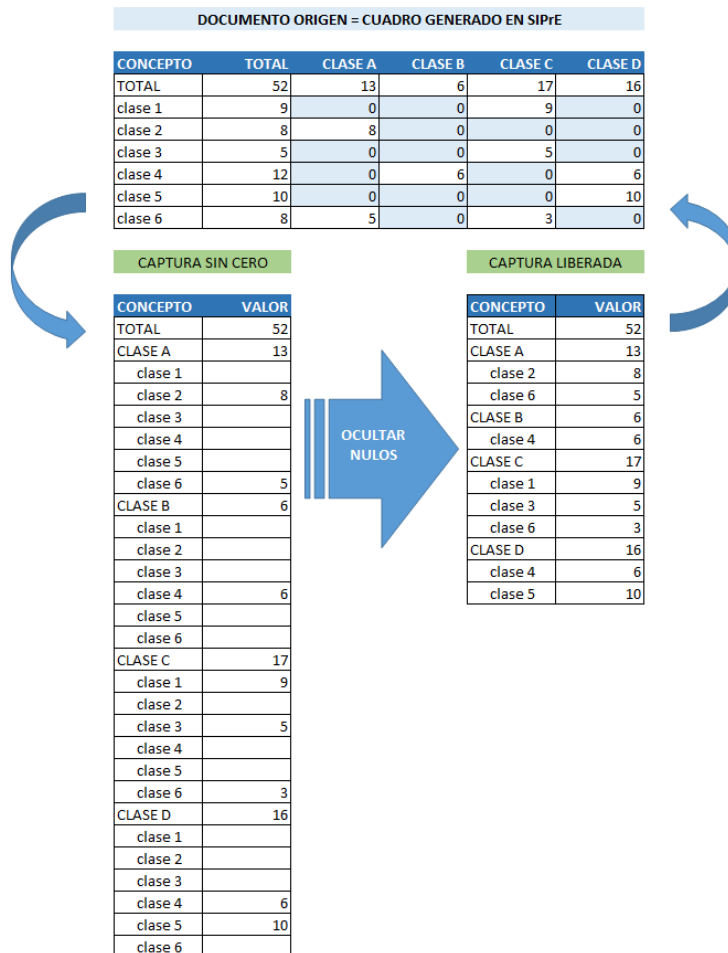 DOCUMENTO ORIGEN = CUADRO GENERADO EN SIPrE
CONCEPTO TOTAL CLASE A CLASE B CLASE C CLASE D
TOTAL 52 13 6 17 16
clase 1 9 0 0 9 0
clase 2 8 8 0 0 0
clase 3 5 0 0 5 0
clase 4 12 0 6 0 6
clase 5 10 0 0 0 10
clase 6 8 5 0 3 0
CAPTURA SIN CERO
CONCEPTO VALOR
TOTAL 52
CLASE A 13
clase 1
clase 2 8
clase 3
clase 4
clase 5
clase 6 5
CLASE B 6
clase 1
clase 2
clase 3
clase 4 6
clase 5
clase 6
CLASE C 17
clase 1 9
clase 2
clase 3 5
clase 4
clase 5
clase 6 3
CLASE D 16
clase 1
clase 2
clase 3
clase 4 6
clase 5 10
clase 6
OCULTAR
NULOS
CAPTURA LIBERADA
CONCEPTO VALOR
TOTAL 52
CLASE A 13
clase 2 8
clase 6 5
CLASE B 6
clase 4 6
CLASE C 17
clase 1 9
clase 3 5
clase 6 3
CLASE D 16
clase 4 6
clase 5 10